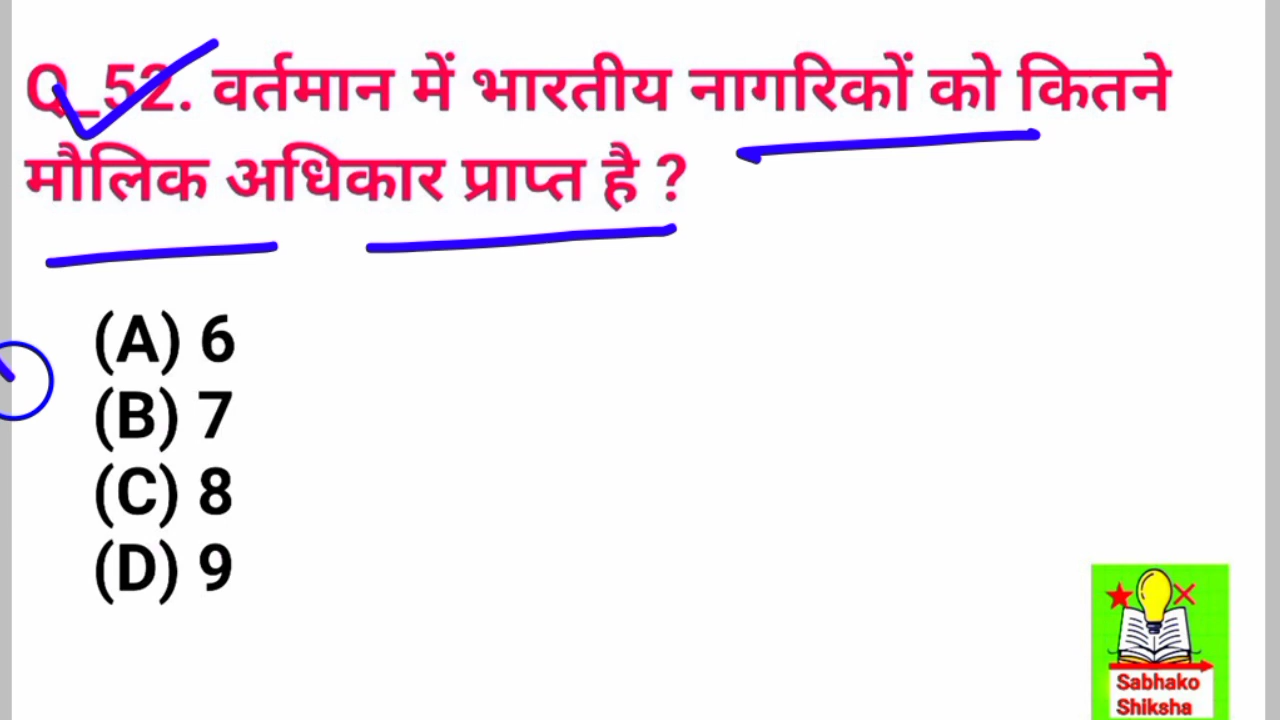 Q_52. वर्तमान में भारतीय नागरिकों को कितने
मौलिक अधिकार प्राप्त है ?
(A) 6
(B) 7
(C) 8
(D) 9
Sabhako
Shiksha